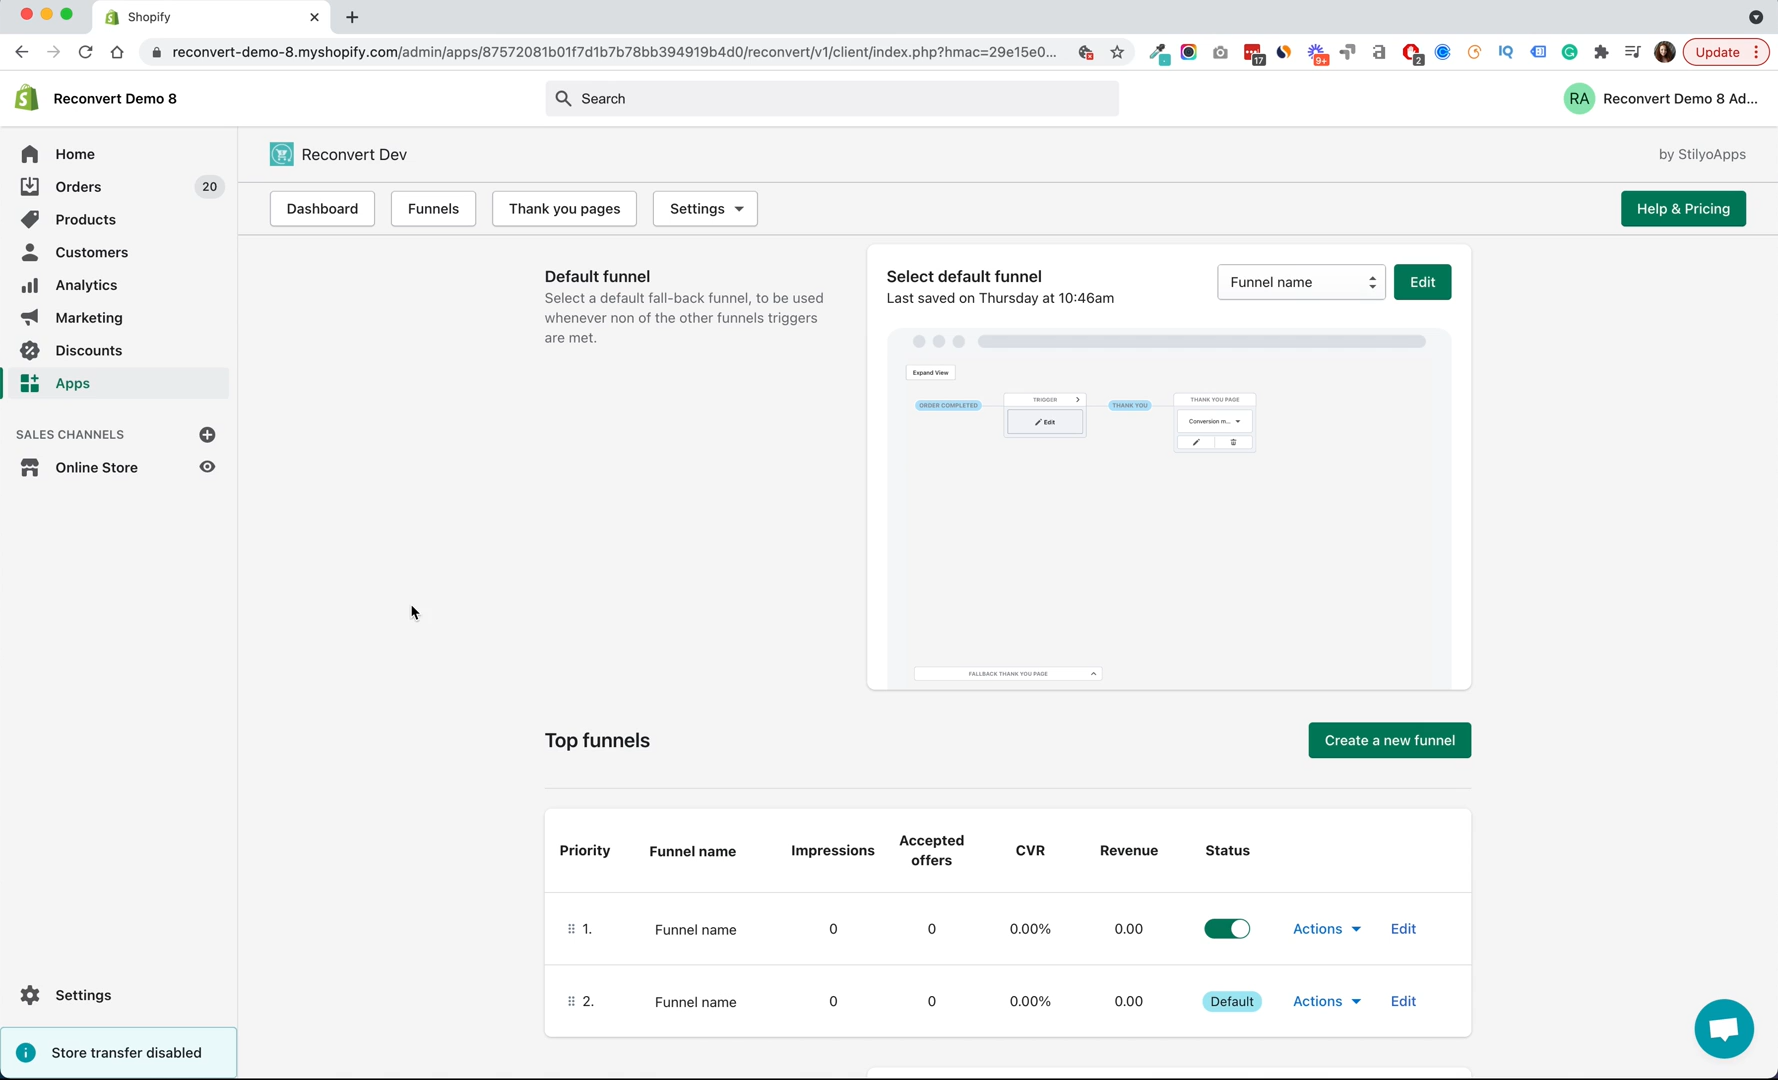 Shopify
reconvert-demo-8.myshopify.com/admin/apps/87572081b01f7d1b7b78bb394919b4d0/reconvert/v1/client/index.php?hmac=29e15e0...
17
9+
2
IQ
Update
Reconvert Demo 8
Search
RA
Reconvert Demo 8 Ad...
Home
Orders
20
Products
Customers
Analytics
Marketing
Discounts
Apps
SALES CHANNELS
Online Store
Settings
Store transfer disabled
Reconvert Dev
by StilyoApps
Dashboard
Funnels
Thank you pages
Settings
Help & Pricing
Default funnel
Select a default fall-back funnel, to be used
whenever non of the other funnels triggers
are met.
Select default funnel
Last saved on Thursday at 10:46am
Funnel name
Edit
Expand View
ORDER COMPLETED
TRIGGER
Edit
THANK YOU
THANK YOU PAGE
Conversion m...
FALLBACK THANK YOU PAGE
Top funnels
Create a new funnel
Priority Funnel name Impressions Accepted offers CVR Revenue Status
1. Funnel name 0 0 0.00% 0.00 Actions Edit
2. Funnel name 0 0 0.00% 0.00 Default Actions Edit